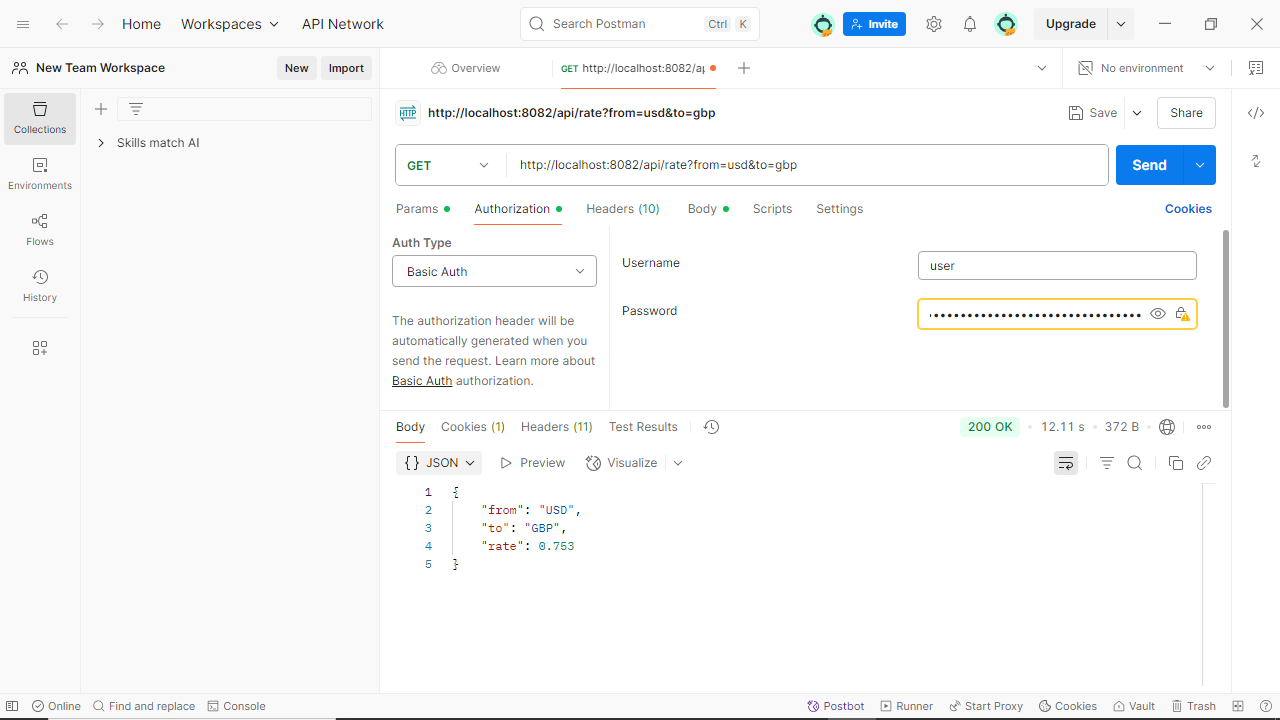 Home
Workspaces
API Network
Search Postman
Ctrl
K
Invite
Upgrade
New Team Workspace
New
Import
Overview
GET http://localhost:8082/ap
No environment
Collections
Environments
Flows
History
Skills match AI
HTTP
http://localhost:8082/api/rate?from=usd&to=gbp
Save
Share
GET
http://localhost:8082/api/rate?from=usd&to=gbp
Send
Params
Authorization
Headers (10)
Body
Scripts
Settings
Cookies
Auth Type
Basic Auth
The authorization header will be
automatically generated when you
send the request. Learn more about
Basic Auth authorization.
Username
user
Password
Body
Cookies (1)
Headers (11)
Test Results
200 OK
12.11 s
372 B
{} JSON
Preview
Visualize
1 {
2 "from": "USD",
3 "to": "GBP",
4 "rate": 0.753
5 }
Online
Find and replace
Console
Postbot
Runner
Start Proxy
Cookies
Vault
Trash